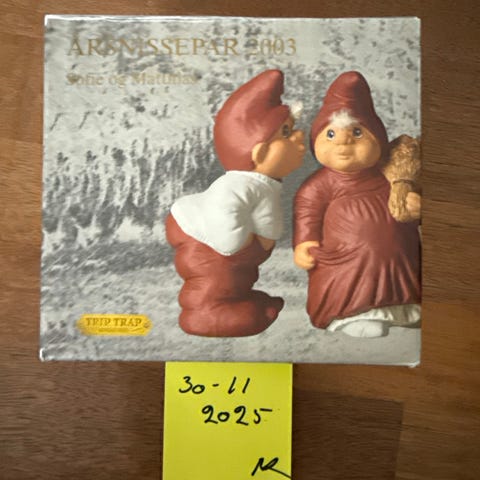 ÅRSNISSEPAR 2003
Sofie og Mathias
TRIP TRAP
30-11
2025